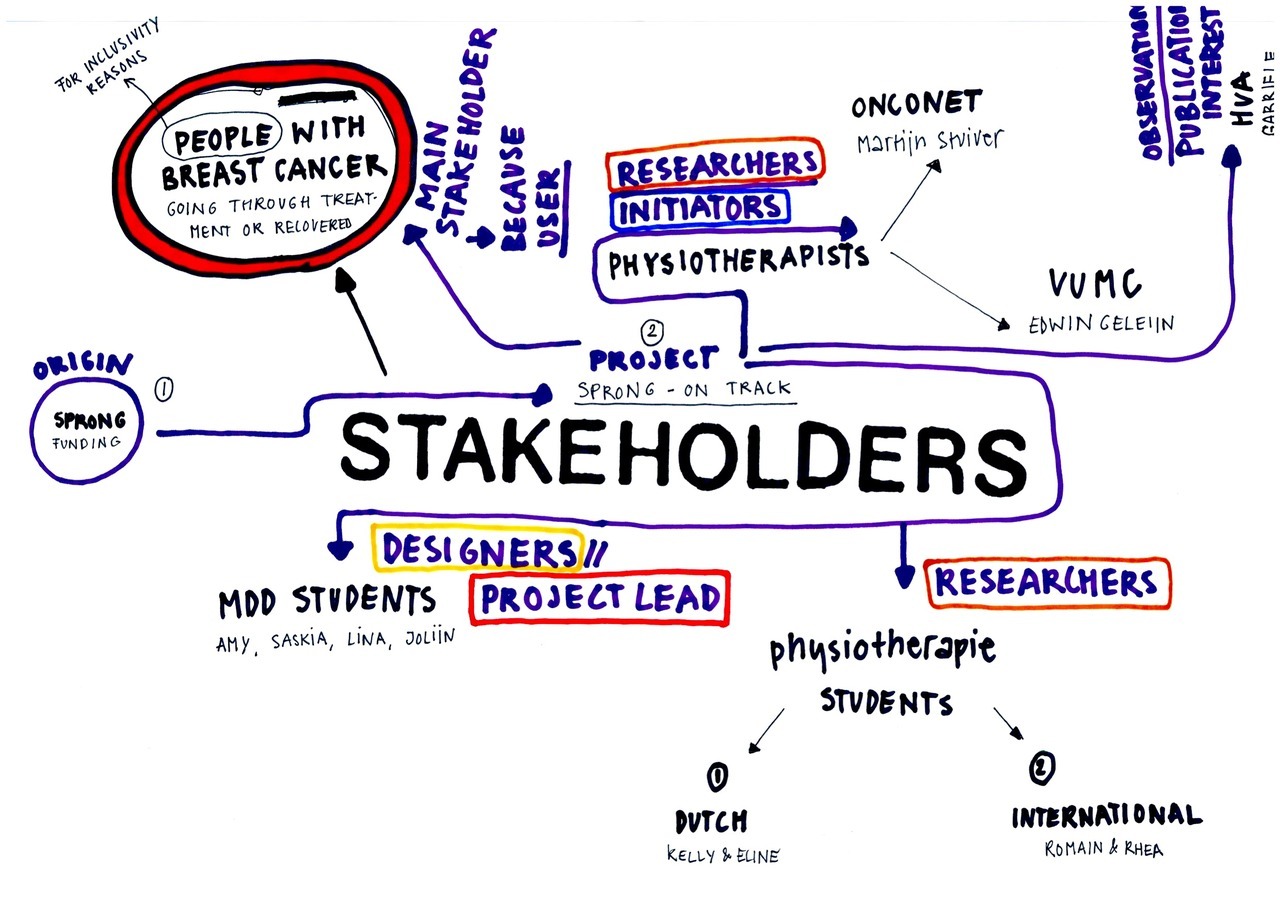 FOR INCLUSIVITY
REASONS
PEOPLE WITH
BREAST CANCER
GOING THROUGH TREAT-
MENT OR RECOVERED
MAIN
STAKEHOLDER
BECAUSE
USER
RESEARCHERS
INITIATORS
PHYSIOTHERAPISTS
ONCONET
Martijn Stuiver
VUMC
EDWIN GELEIJN
OBSERVATION
PUBLICATION
INTEREST
HVA
ORIGIN
1
SPRONG
FUNDING
2
PROJECT
SPRONG - ON TRACK
STAKEHOLDERS
DESIGNERS //
PROJECT LEAD
MDD STUDENTS
AMY, SASKIA, LINA, JOLIJN
RESEARCHERS
physiotherapie
STUDENTS
1
DUTCH
KELLY & ELINE
2
INTERNATIONAL
ROMAIN & RHEA